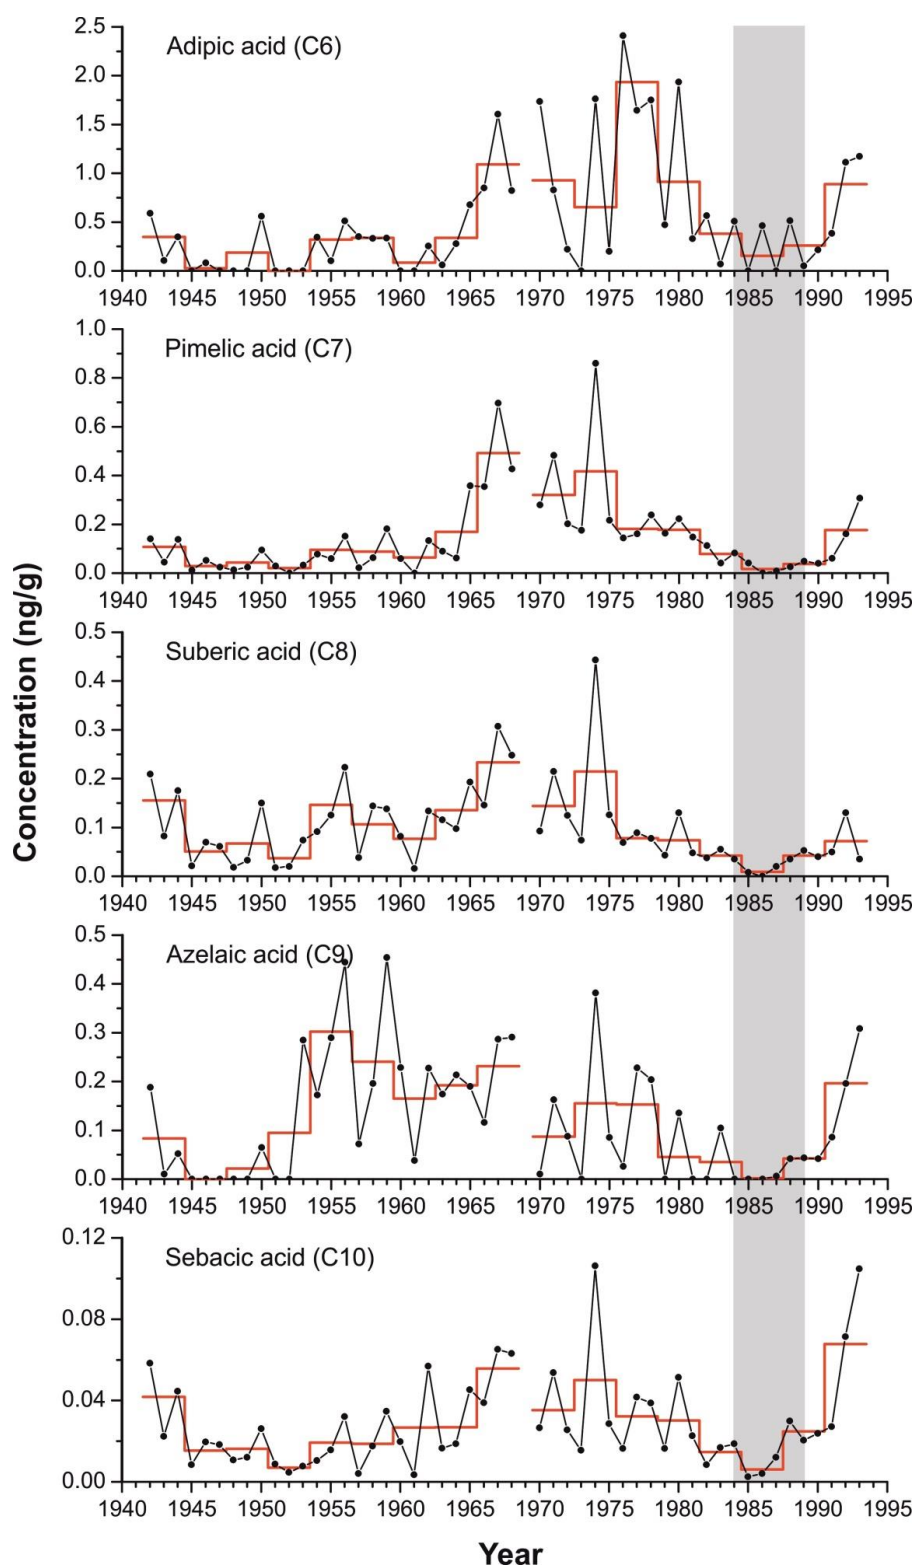 Concentration (ng/g)
Adipic acid (C6)
2.5
2.0
1.5
1.0
0.5
0.0
1940 1945 1950 1955 1960 1965 1970 1975 1980 1985 1990 1995
Pimelic acid (C7)
1.0
0.8
0.6
0.4
0.2
0.0
1940 1945 1950 1955 1960 1965 1970 1975 1980 1985 1990 1995
Suberic acid (C8)
0.5
0.4
0.3
0.2
0.1
0.0
1940 1945 1950 1955 1960 1965 1970 1975 1980 1985 1990 1995
Azelaic acid (C9)
0.5
0.4
0.3
0.2
0.1
0.0
1940 1945 1950 1955 1960 1965 1970 1975 1980 1985 1990 1995
Sebacic acid (C10)
0.12
0.08
0.04
0.00
1940 1945 1950 1955 1960 1965 1970 1975 1980 1985 1990 1995
Year